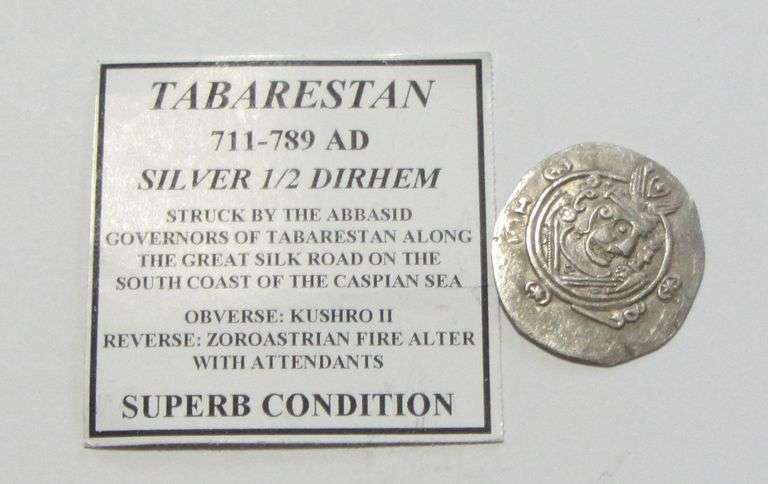 TABARESTAN
711-789 AD
SILVER 1/2 DIRHEM
STRUCK BY THE ABBASID
GOVERNORS OF TABARESTAN ALONG
THE GREAT SILK ROAD ON THE
SOUTH COAST OF THE CASPIAN SEA
OBVERSE: KUSHRO II
REVERSE: ZOROASTRIAN FIRE ALTER
WITH ATTENDANTS
SUPERB CONDITION